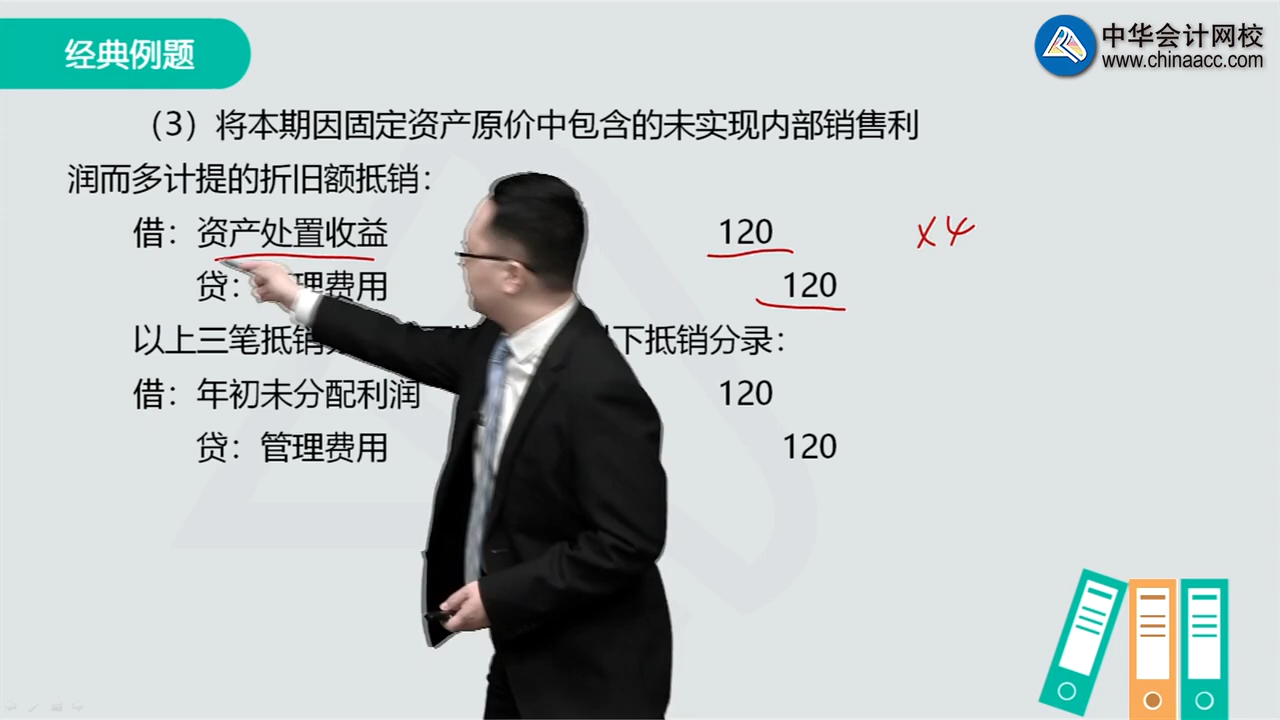 经典例题
中华会计网校
www.chinaacc.com
（3）将本期因固定资产原价中包含的未实现内部销售利
润而多计提的折旧额抵销：
借：资产处置收益 120 ×4
贷：管理费用 120
以上三笔抵销 下抵销分录：
借：年初未分配利润 120
贷：管理费用 120